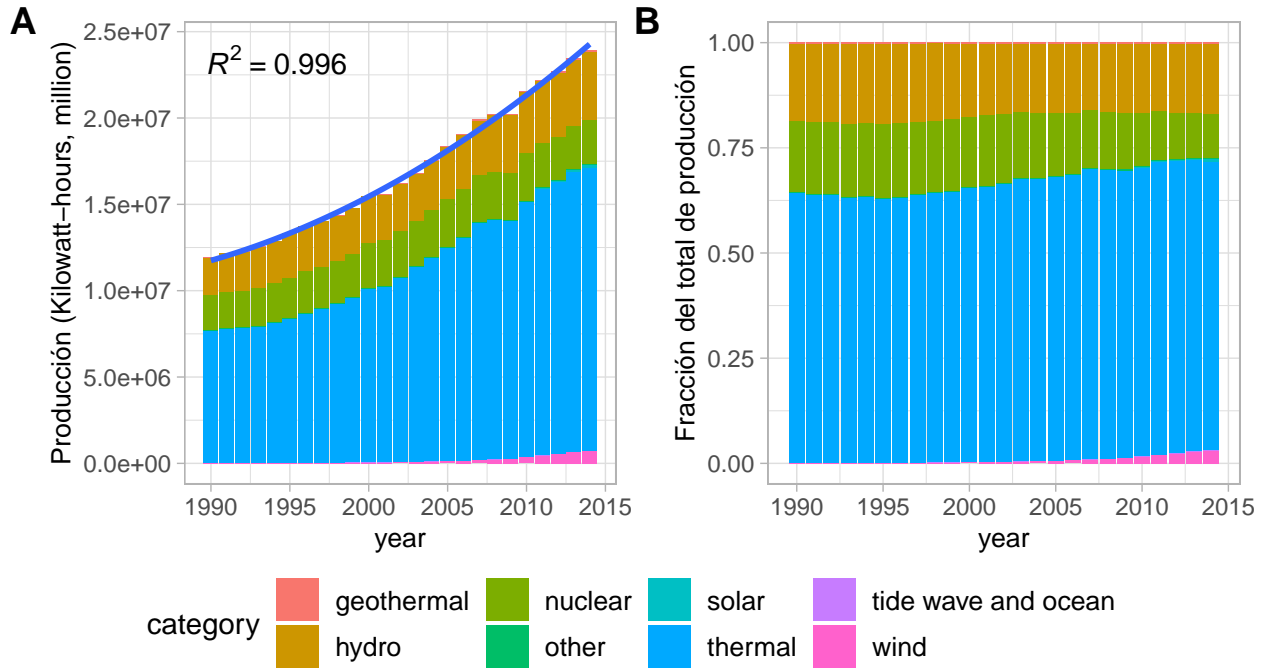 A
Producción (Kilowatt−hours, million)
2.5e+07
2.0e+07
1.5e+07
1.0e+07
5.0e+06
0.0e+00
R² = 0.996
1990 1995 2000 2005 2010 2015
year
B
Fracción del total de producción
1.00
0.75
0.50
0.25
0.00
1990 1995 2000 2005 2010 2015
year
category
geothermal nuclear solar tide wave and ocean
hydro other thermal wind